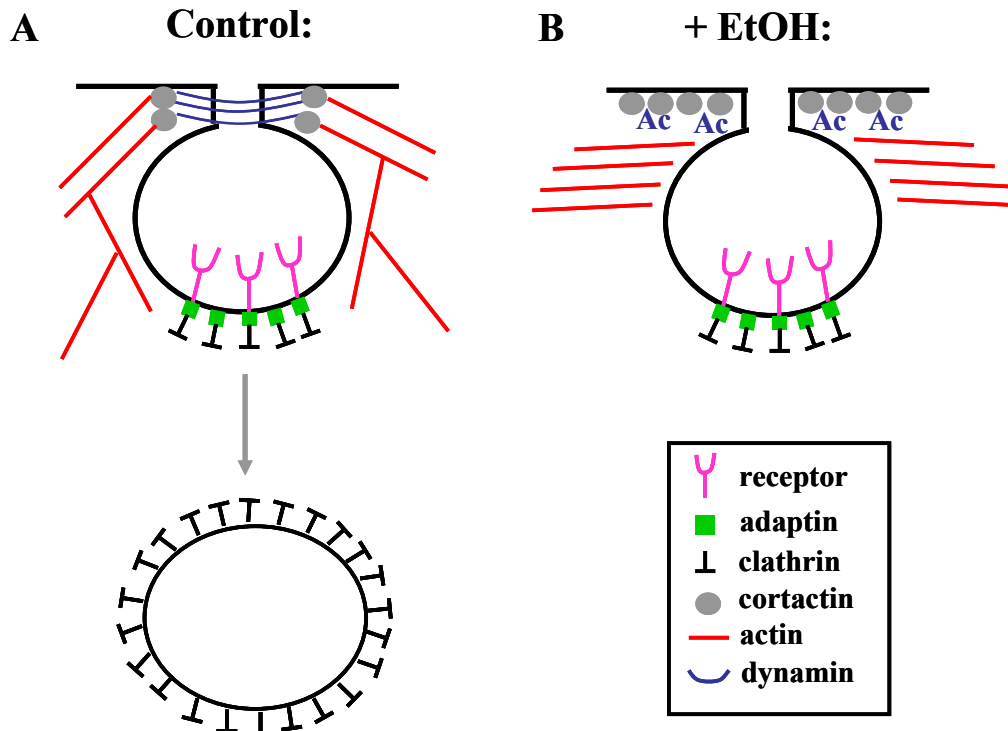 A Control:
B + EtOH:
Ac Ac Ac Ac
receptor
adaptin
clathrin
cortactin
actin
dynamin